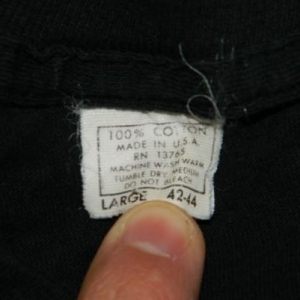 100% COTTON
MADE IN U.S.A.
RN 13765
MACHINE WASH WARM
TUMBLE DRY MEDIUM
DO NOT BLEACH
LARGE 42-44